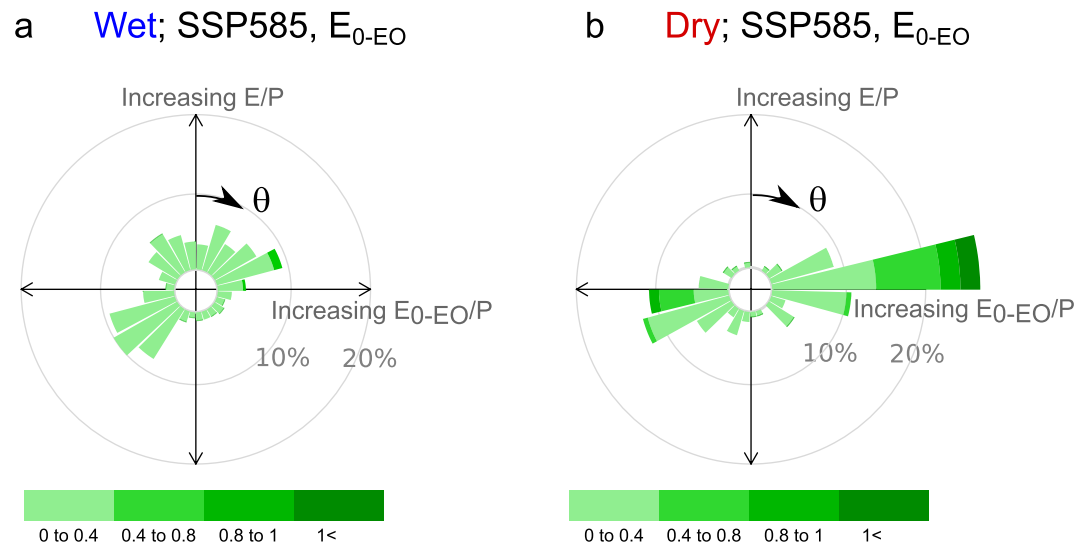 a Wet; SSP585, E0-EO
b Dry; SSP585, E0-EO
Increasing E/P
θ
Increasing E0-EO/P
10% 20%
0 to 0.4 0.4 to 0.8 0.8 to 1 1<
Increasing E/P
θ
Increasing E0-EO/P
10% 20%
0 to 0.4 0.4 to 0.8 0.8 to 1 1<